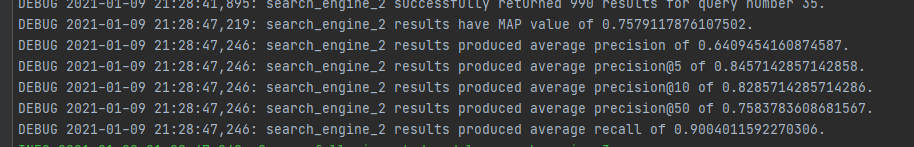 DEBUG 2021-01-09 21:28:41,895: search_engine_2 successfully returned 990 results for query number 35.
DEBUG 2021-01-09 21:28:47,219: search_engine_2 results have MAP value of 0.7579117876107502.
DEBUG 2021-01-09 21:28:47,246: search_engine_2 results produced average precision of 0.6409454160874587.
DEBUG 2021-01-09 21:28:47,246: search_engine_2 results produced average precision@5 of 0.8457142857142858.
DEBUG 2021-01-09 21:28:47,246: search_engine_2 results produced average precision@10 of 0.8285714285714286.
DEBUG 2021-01-09 21:28:47,246: search_engine_2 results produced average precision@50 of 0.7583783608681567.
DEBUG 2021-01-09 21:28:47,246: search_engine_2 results produced average recall of 0.9004011592270306.